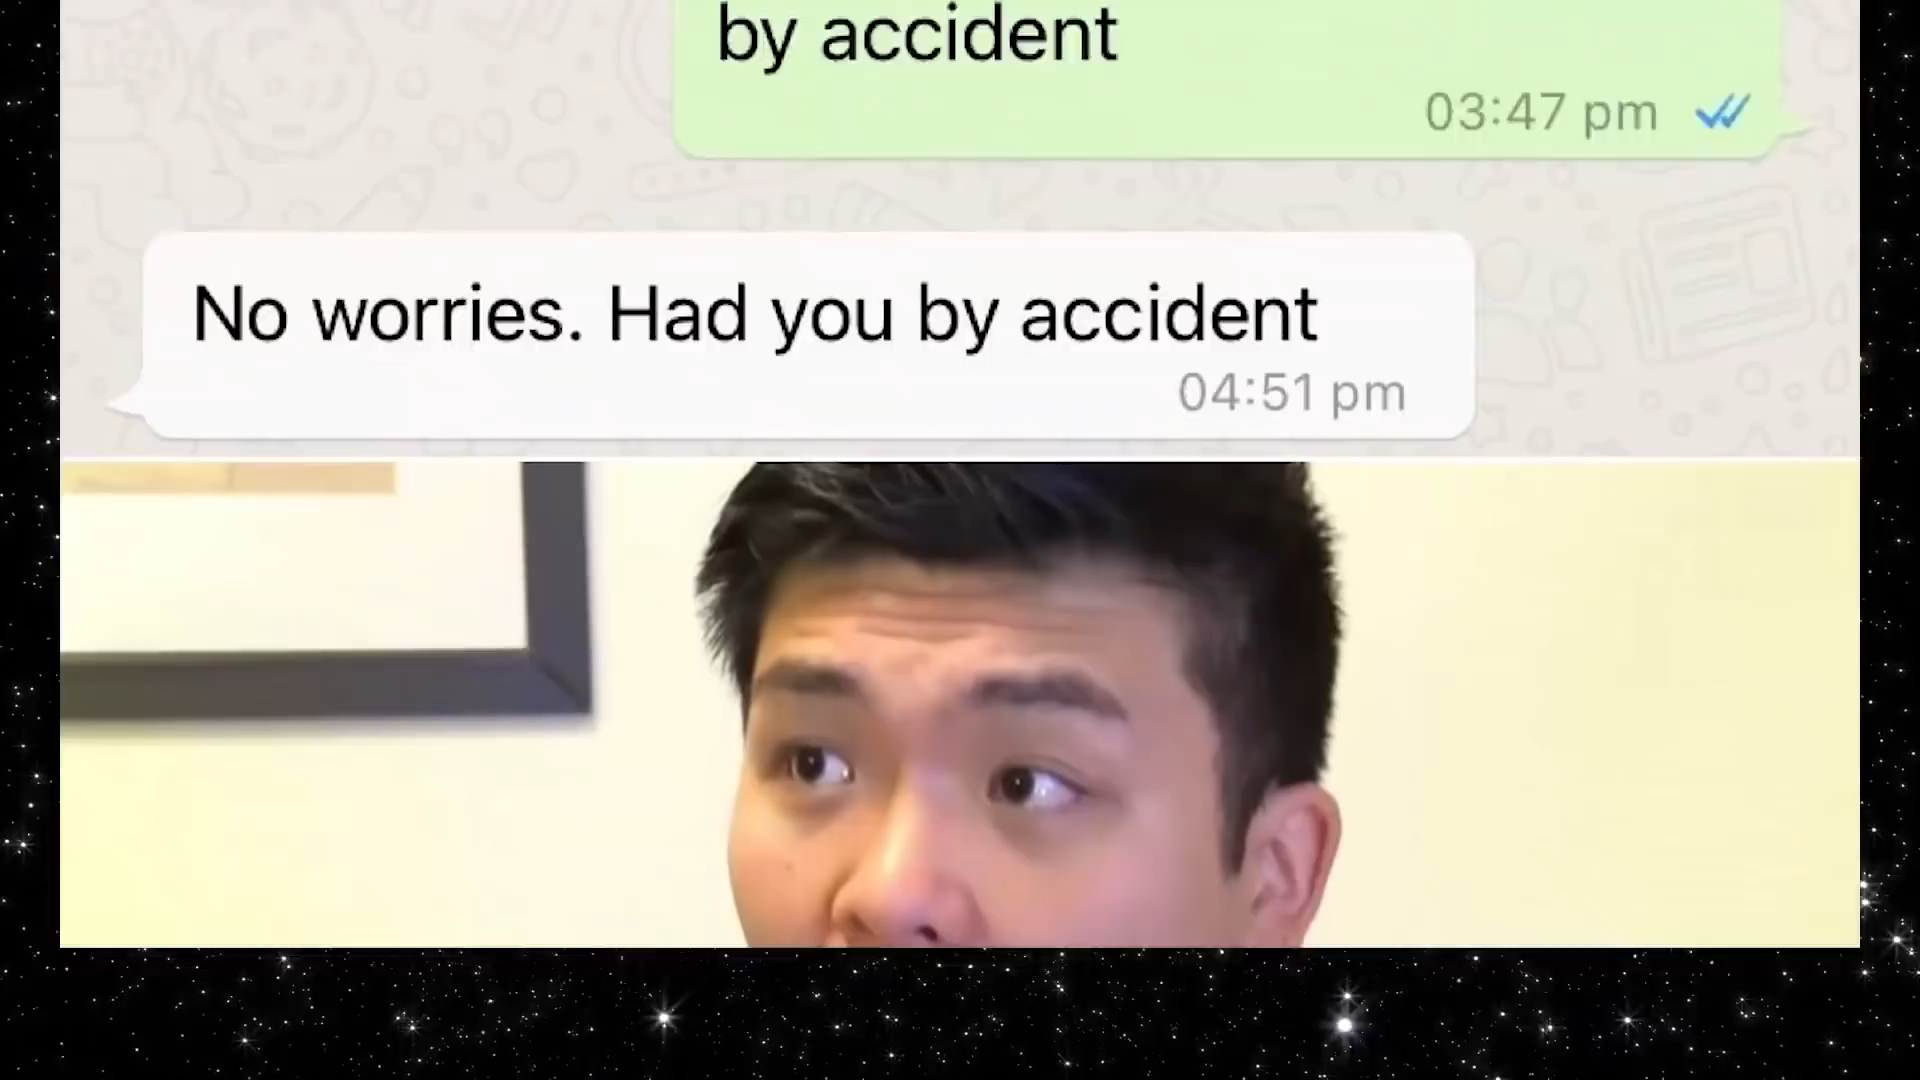 by accident
03:47 pm
No worries. Had you by accident
04:51 pm